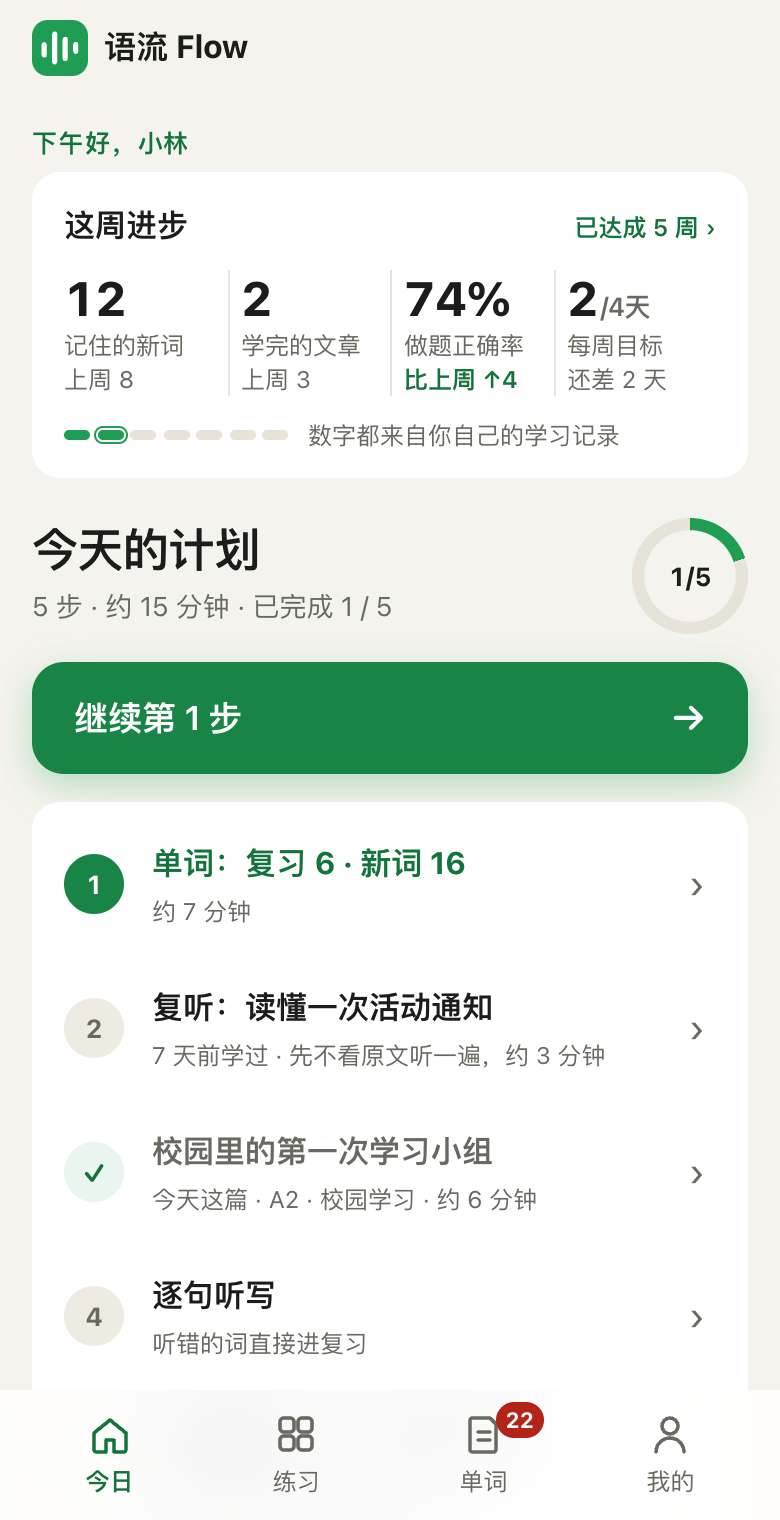 语流 Flow
下午好，小林
这周进步
已达成 5 周 ›
12
记住的新词
上周 8
2
学完的文章
上周 3
74%
做题正确率
比上周 ↑4
2/4天
每周目标
还差 2 天
数字都来自你自己的学习记录
今天的计划
5 步 · 约 15 分钟 · 已完成 1 / 5
1/5
继续第 1 步 →
1
单词：复习 6 · 新词 16
约 7 分钟
2
复听：读懂一次活动通知
7 天前学过 · 先不看原文听一遍，约 3 分钟
校园里的第一次学习小组
今天这篇 · A2 · 校园学习 · 约 6 分钟
4
逐句听写
听错的词直接进复习
22
今日
练习
单词
我的